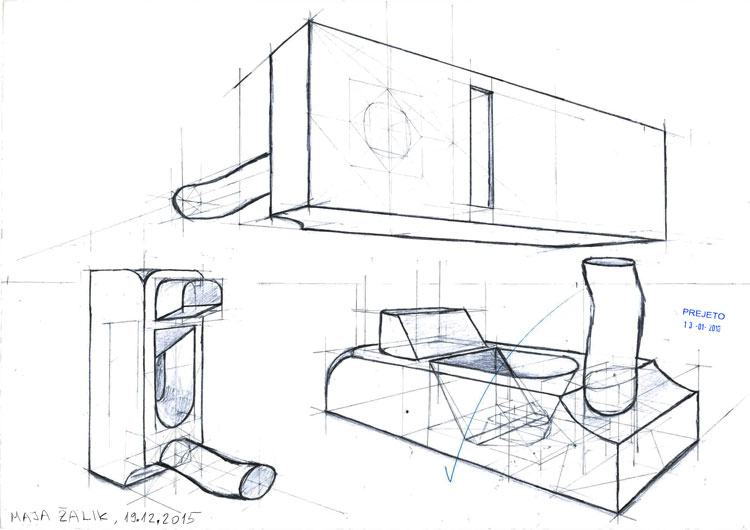 PREJETO
13-01-2016
MAJA ŽALIK, 19.12.2015